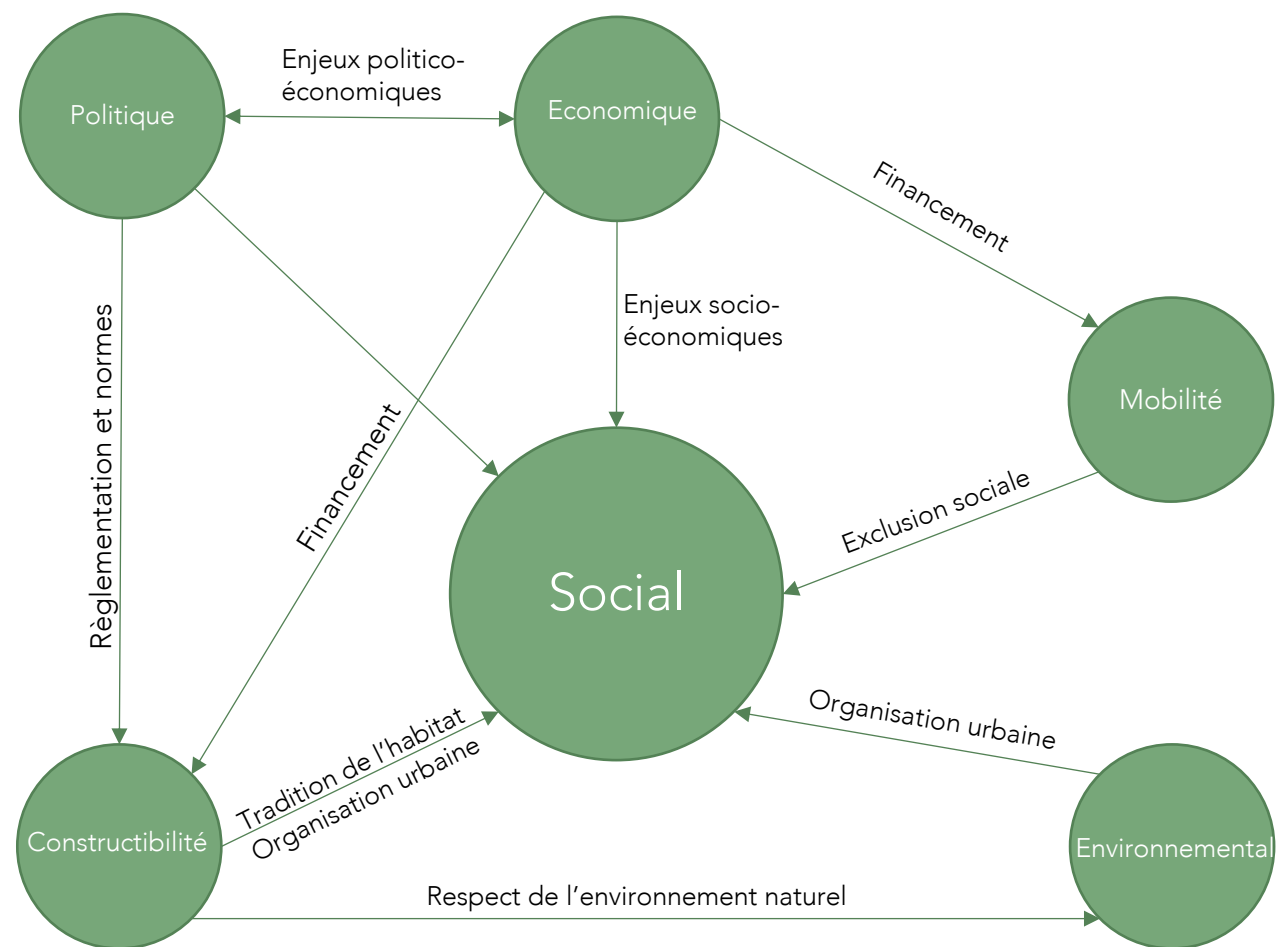 Enjeux politico-
économiques
Politique
Economique
Financement
Enjeux socio-
économiques
Règlementation et normes
Mobilité
Financement
Exclusion sociale
Social
Organisation urbaine
Tradition de l'habitat
Organisation urbaine
Constructibilité
Environnemental
Respect de l'environnement naturel